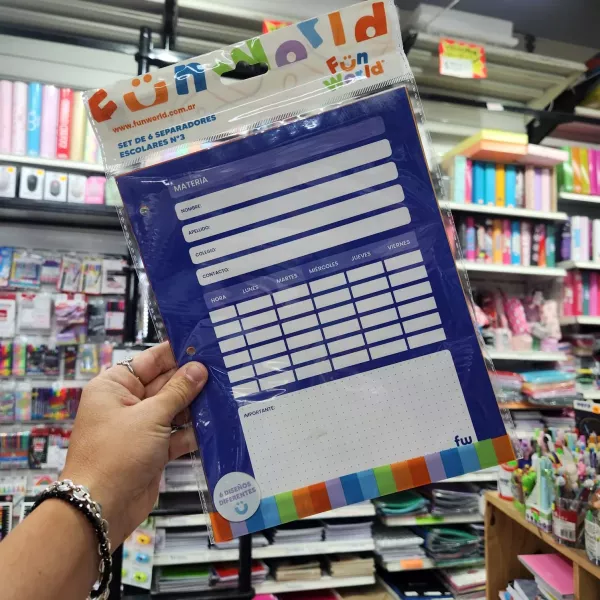 Fun World
Fun
World
www.funworld.com.ar
SET DE 6 SEPARADORES
ESCOLARES N°3
MATERIA
NOMBRE:
APELLIDO:
COLEGIO:
CONTACTO:
HORA LUNES MARTES MIÉRCOLES JUEVES VIERNES
IMPORTANTE:
fw
6 DISEÑOS
DIFERENTES